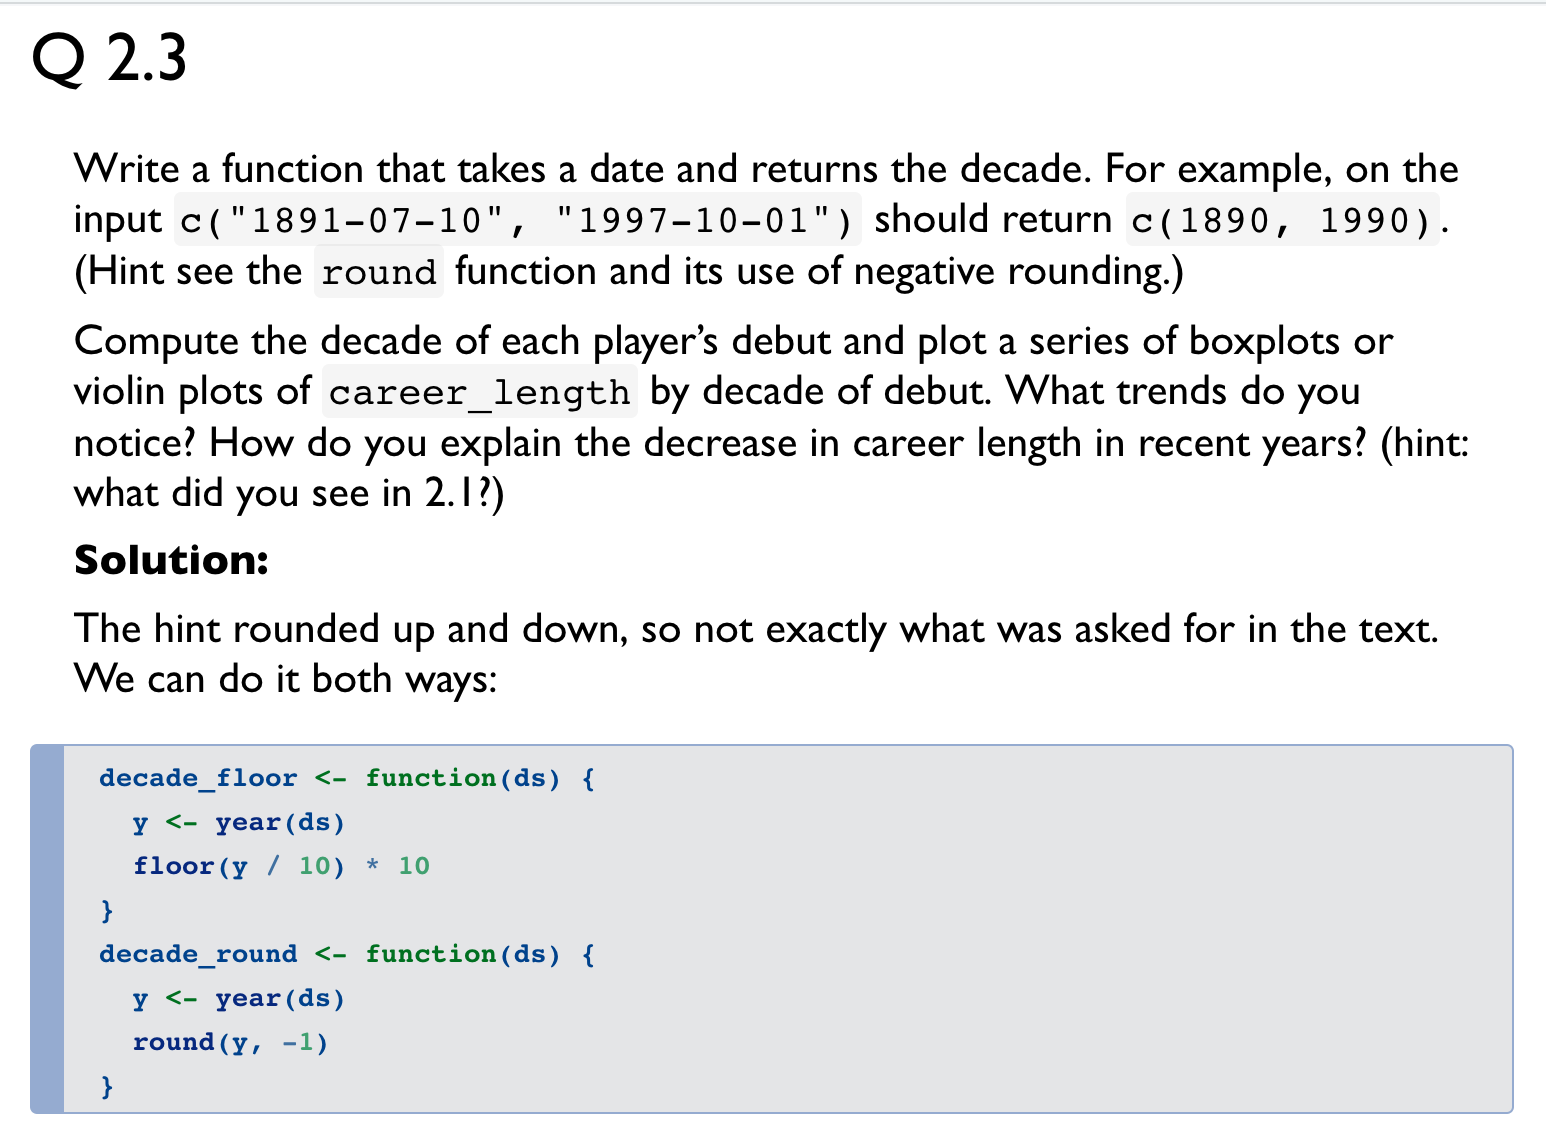 Q 2.3
Write a function that takes a date and returns the decade. For example, on the
input c("1891-07-10", "1997-10-01") should return c(1890, 1990).
(Hint see the round function and its use of negative rounding.)
Compute the decade of each player’s debut and plot a series of boxplots or
violin plots of career_length by decade of debut. What trends do you
notice? How do you explain the decrease in career length in recent years? (hint:
what did you see in 2.1?)
Solution:
The hint rounded up and down, so not exactly what was asked for in the text.
We can do it both ways:
decade_floor <- function(ds) {
  y <- year(ds)
  floor(y / 10) * 10
}
decade_round <- function(ds) {
  y <- year(ds)
  round(y, -1)
}